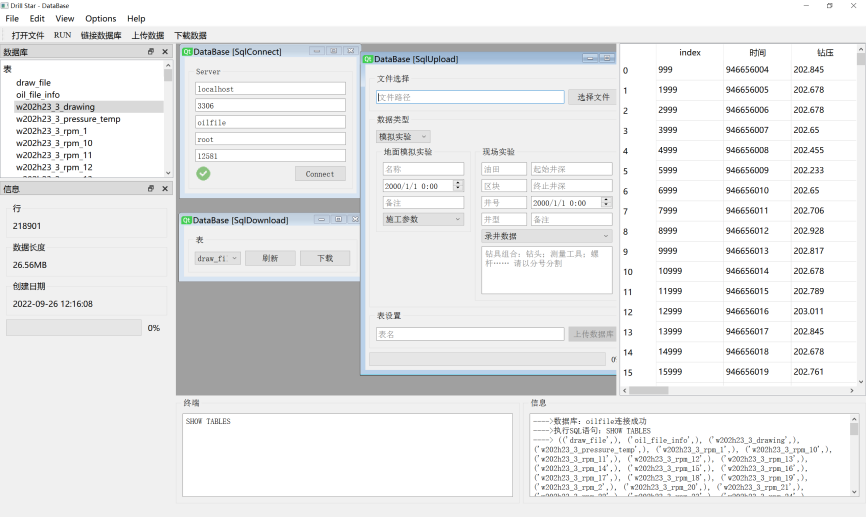 Drill Star - DataBase
File Edit View Options Help
打开文件 RUN 链接数据库 上传数据 下载数据
数据库
表
draw_file
oil_file_info
w202h23_3_drawing
w202h23_3_pressure_temp
w202h23_3_rpm_1
w202h23_3_rpm_10
w202h23_3_rpm_11
w202h23_3_rpm_12
信息
行
218901
数据长度
26.56MB
创建日期
2022-09-26 12:16:08
0%
DataBase [SqlConnect]
Server
localhost
3306
oilfile
root
12581
Connect
DataBase [SqlDownload]
表
draw_fi
刷新
下载
DataBase [SqlUpload]
文件选择
文件路径
选择文件
数据类型
模拟实验
地面模拟实验
名称
2000/1/1 0:00
备注
施工参数
现场实验
油田 起始井深
区块 终止井深
井号 2000/1/1 0:00
井型 备注
录井数据
钻具组合：钻头；测量工具；螺
杆…… 请以分号分割
表设置
表名
上传数据库
index 时间 钻压
0 999 946656004 202.845
1 1999 946656005 202.678
2 2999 946656006 202.678
3 3999 946656007 202.65
4 4999 946656008 202.455
5 5999 946656009 202.233
6 6999 946656010 202.65
7 7999 946656011 202.706
8 8999 946656012 202.928
9 9999 946656013 202.817
10 10999 946656014 202.678
11 11999 946656015 202.789
12 12999 946656016 203.011
13 13999 946656017 202.845
14 14999 946656018 202.678
15 15999 946656019 202.761
终端
SHOW TABLES
信息
---->数据库: oilfile连接成功
---->执行SQL语句: SHOW TABLES
----> (('draw_file',), ('oil_file_info',), ('w202h23_3_drawing',),
('w202h23_3_pressure_temp',), ('w202h23_3_rpm_1',), ('w202h23_3_rpm_10',),
('w202h23_3_rpm_11',), ('w202h23_3_rpm_12',), ('w202h23_3_rpm_13',),
('w202h23_3_rpm_14',), ('w202h23_3_rpm_15',), ('w202h23_3_rpm_16',),
('w202h23_3_rpm_17',), ('w202h23_3_rpm_18',), ('w202h23_3_rpm_19',),
('w202h23_3_rpm_2',), ('w202h23_3_rpm_20',), ('w202h23_3_rpm_21',),